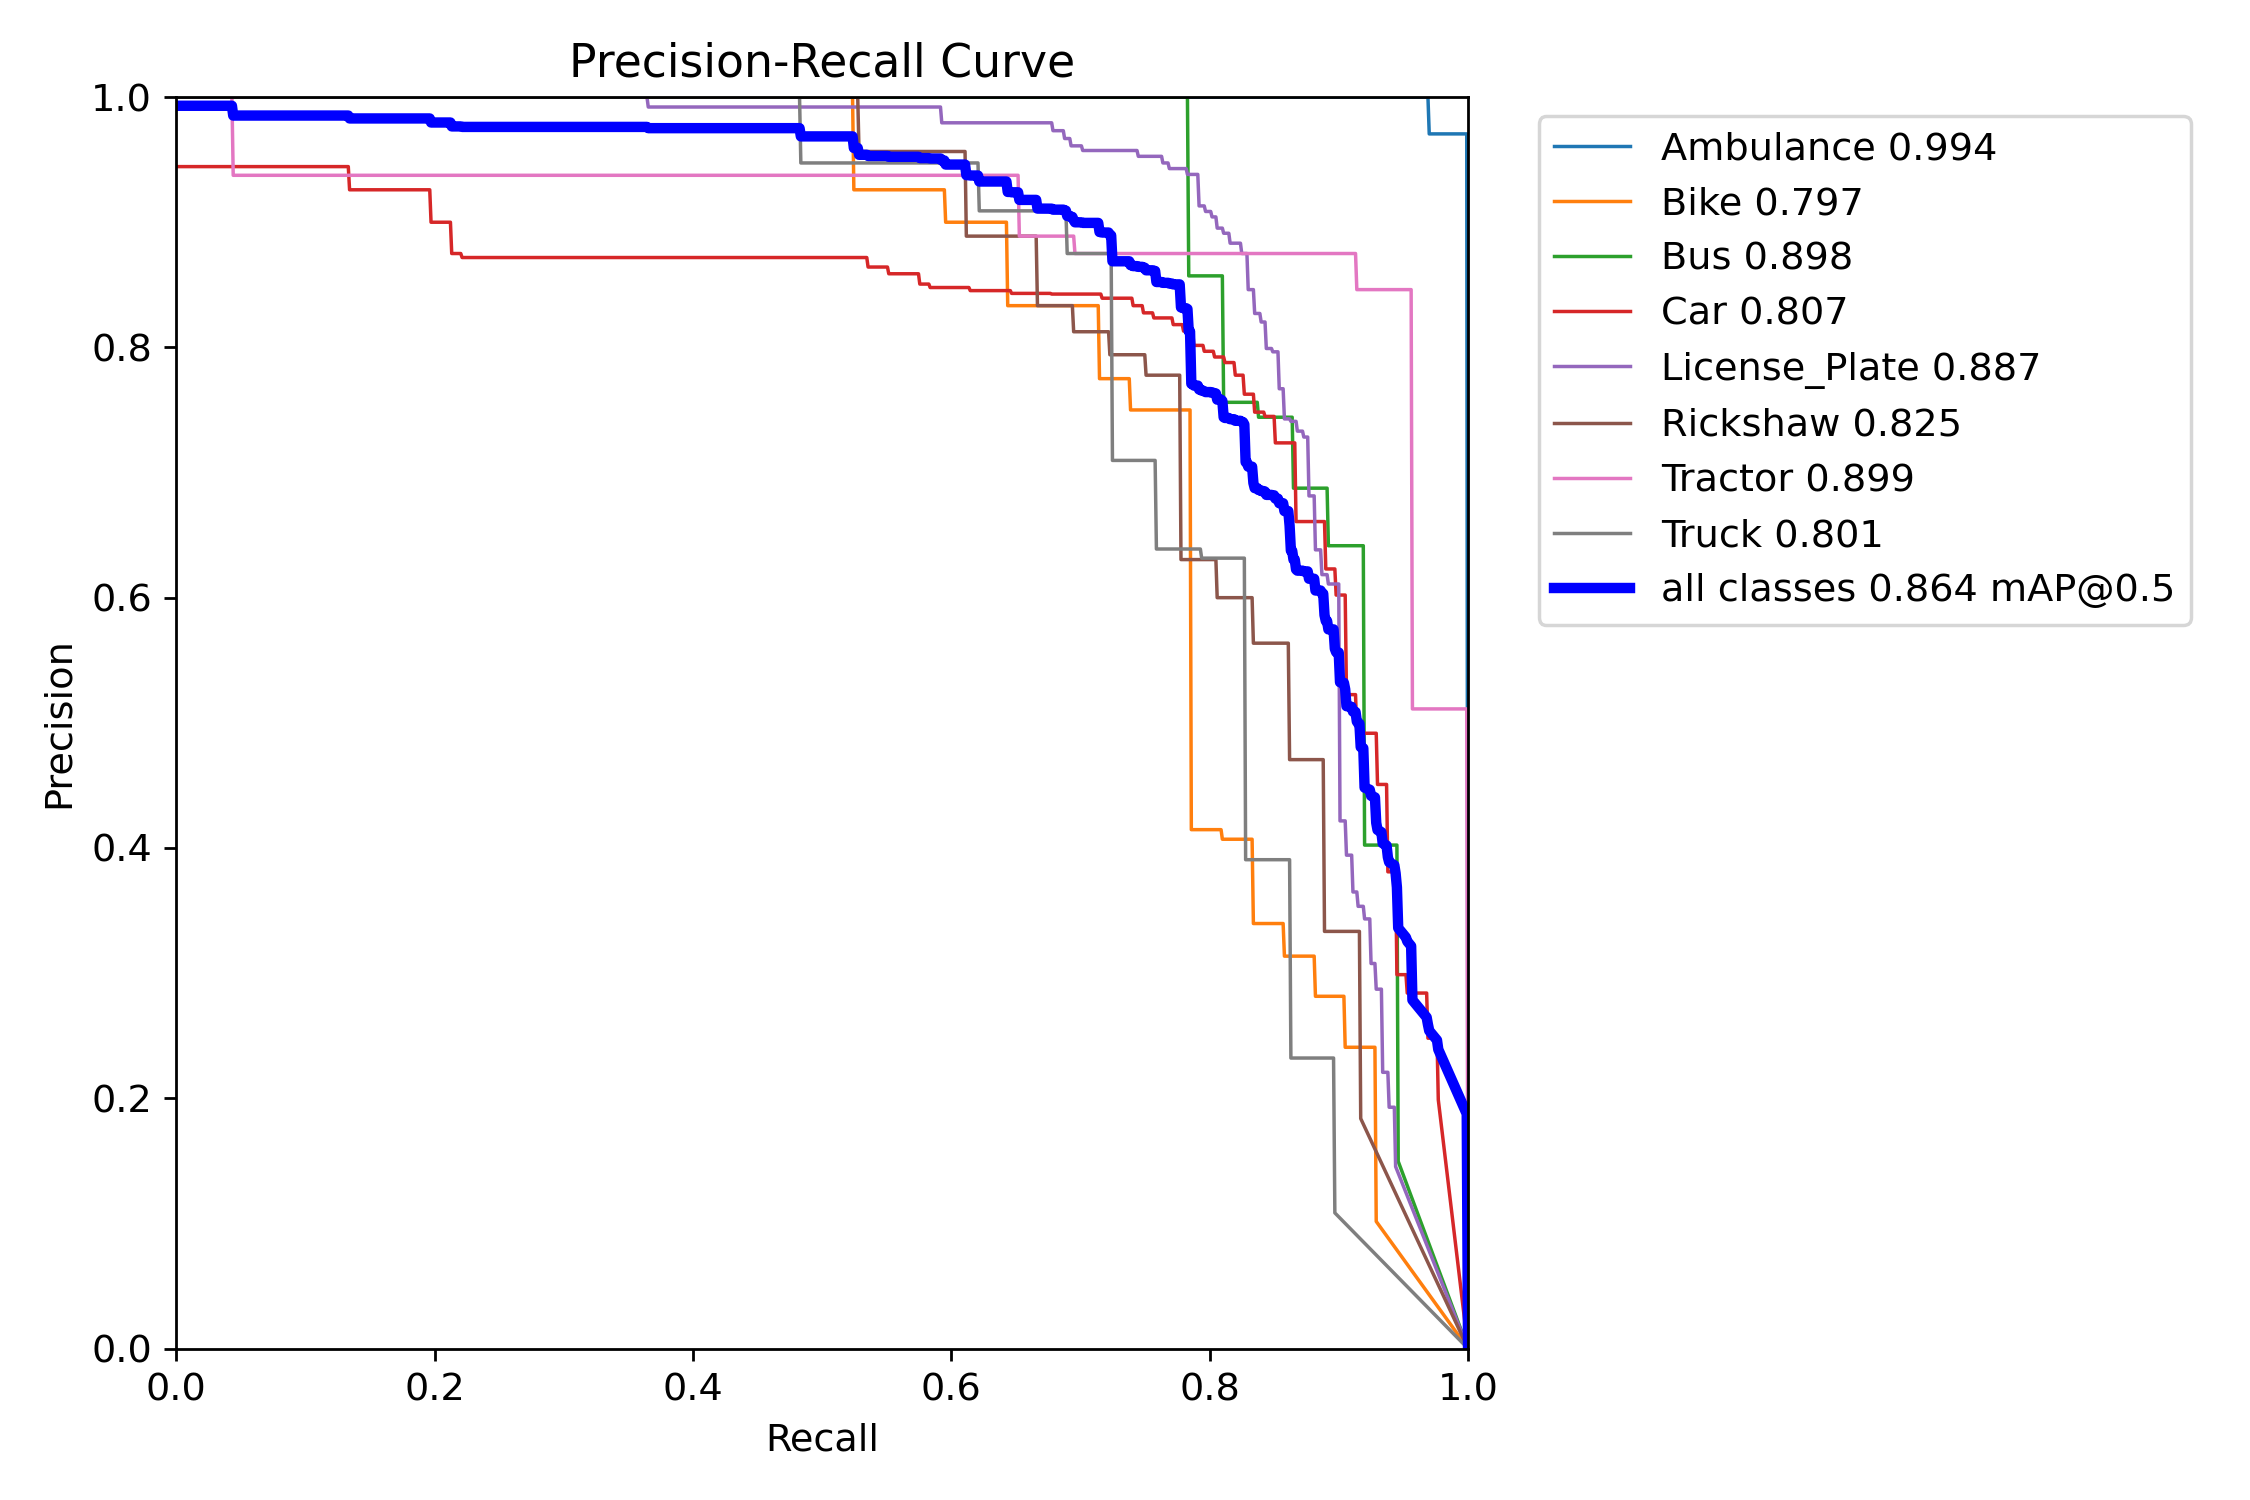 Precision-Recall Curve
1.0
0.8
0.6
0.4
0.2
0.0
Precision
0.0 0.2 0.4 0.6 0.8 1.0
Recall
Ambulance 0.994
Bike 0.797
Bus 0.898
Car 0.807
License_Plate 0.887
Rickshaw 0.825
Tractor 0.899
Truck 0.801
all classes 0.864 mAP@0.5